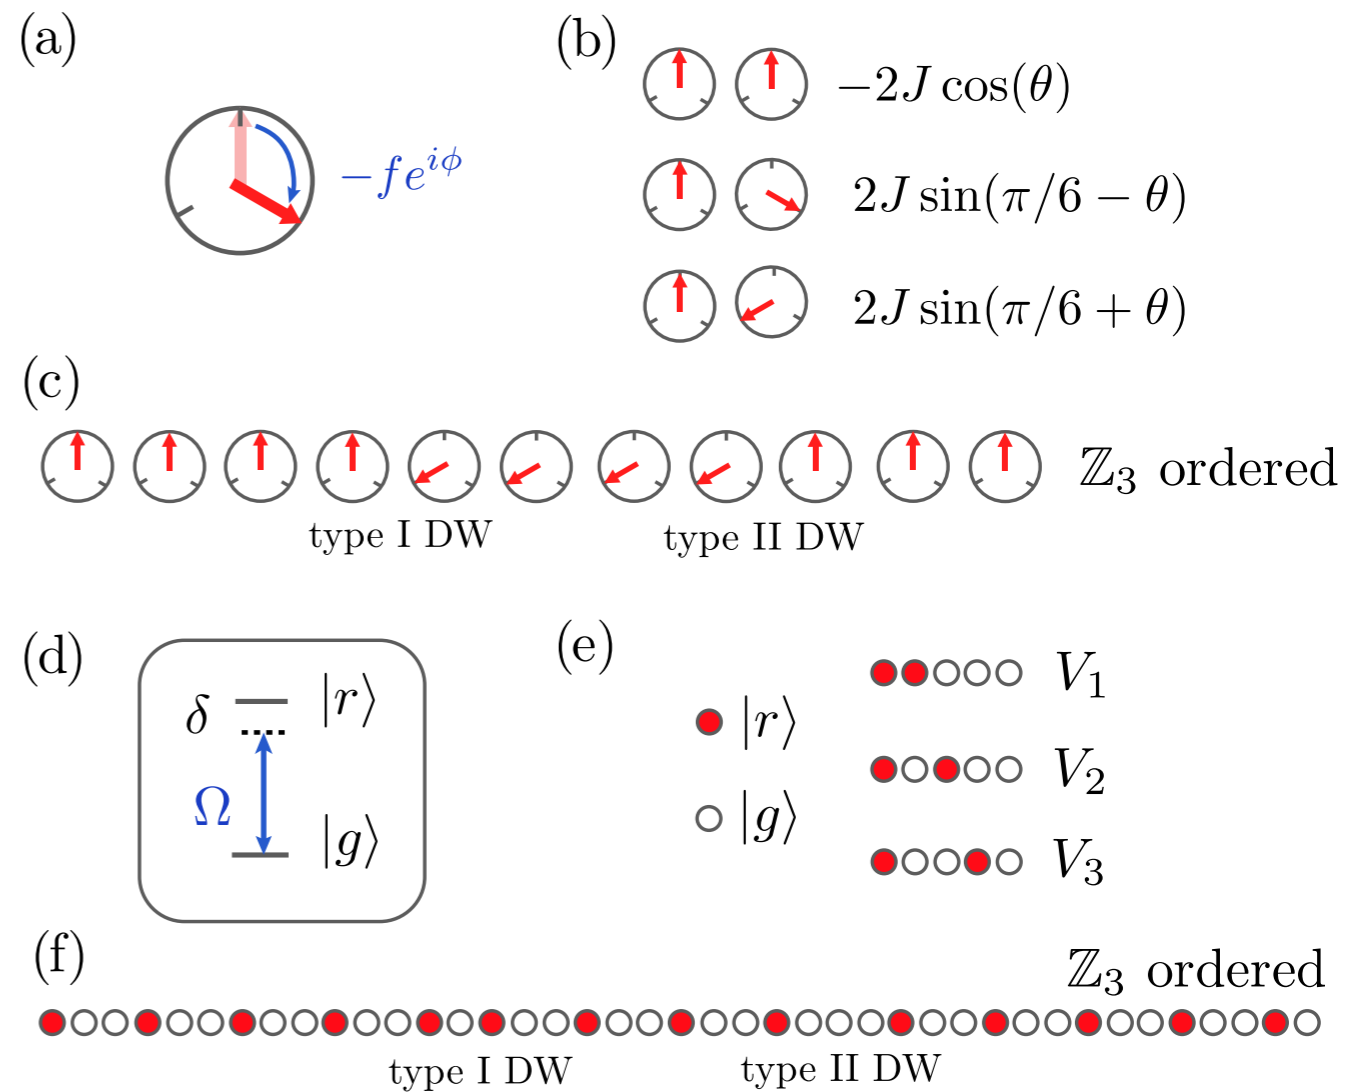 (a)
−fe^{iϕ}
(b)
−2J cos(θ)
2J sin(π/6 − θ)
2J sin(π/6 + θ)
(c)
ℤ₃ ordered
type I DW
type II DW
(d)
δ
|r⟩
Ω
|g⟩
(e)
|r⟩
|g⟩
V₁
V₂
V₃
(f)
ℤ₃ ordered
type I DW
type II DW